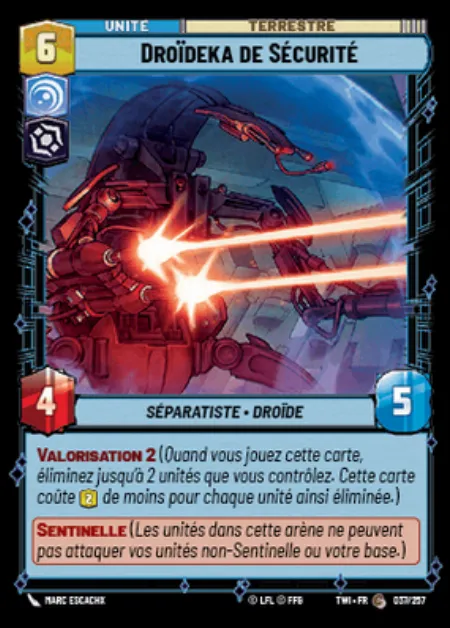 UNITÉ
TERRESTRE
6
DROÏDEKA DE SÉCURITÉ
4
SÉPARATISTE • DROÏDE
5
VALORISATION 2 (Quand vous jouez cette carte,
éliminez jusqu'à 2 unités que vous contrôlez. Cette carte
coûte 2 de moins pour chaque unité ainsi éliminée.)
SENTINELLE (Les unités dans cette arène ne peuvent
pas attaquer vos unités non-Sentinelle ou votre base.)
MARC ESCACHX
© LFL © FFG
TWI • FR
037/257